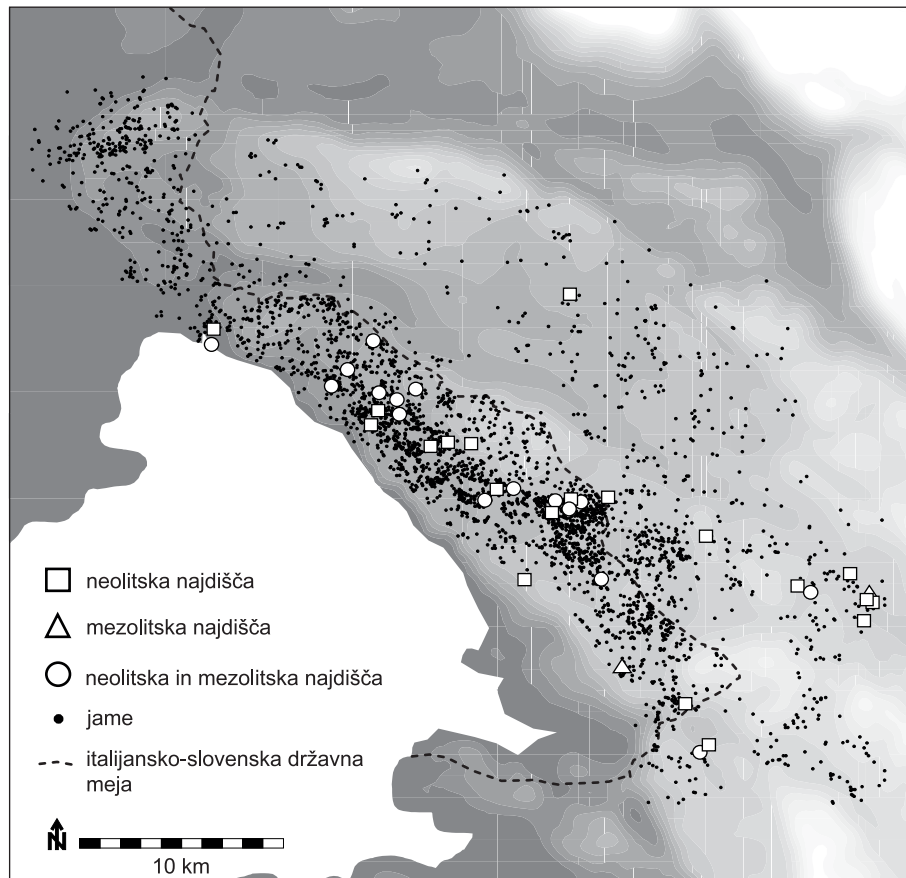 neolitska najdišča
mezolitska najdišča
neolitska in mezolitska najdišča
jame
italijansko-slovenska državna
meja
N
10 km